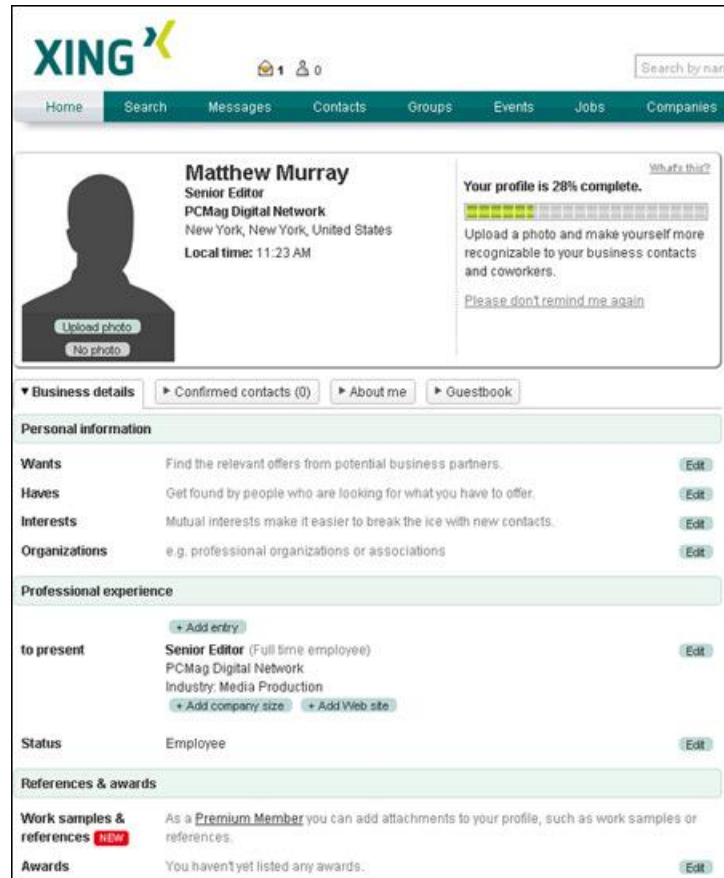 XING
1 0
Search by nar
Home Search Messages Contacts Groups Events Jobs Companies
Matthew Murray
Senior Editor
PCMag Digital Network
New York, New York, United States
Local time: 11:23 AM
Upload photo
No photo
What's this?
Your profile is 28% complete.
Upload a photo and make yourself more
recognizable to your business contacts
and coworkers.
Please don't remind me again
Business details Confirmed contacts (0) About me Guestbook
Personal information
Wants Find the relevant offers from potential business partners. Edit
Haves Get found by people who are looking for what you have to offer. Edit
Interests Mutual interests make it easier to break the ice with new contacts. Edit
Organizations e.g. professional organizations or associations Edit
Professional experience
+ Add entry
to present Senior Editor (Full time employee) Edit
PCMag Digital Network
Industry: Media Production
+ Add company size + Add Web site
Status Employee Edit
References & awards
Work samples & As a Premium Member you can add attachments to your profile, such as work samples or
references NEW references.
Awards You haven't yet listed any awards. Edit